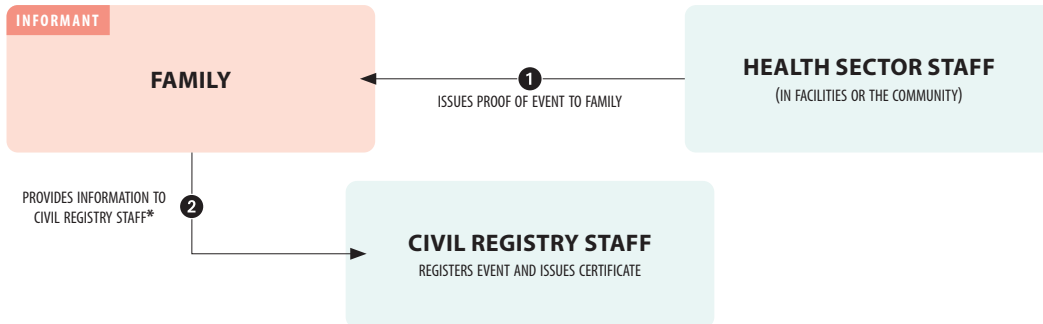 INFORMANT
FAMILY
1
ISSUES PROOF OF EVENT TO FAMILY
HEALTH SECTOR STAFF
(IN FACILITIES OR THE COMMUNITY)
PROVIDES INFORMATION TO
CIVIL REGISTRY STAFF*
2
CIVIL REGISTRY STAFF
REGISTERS EVENT AND ISSUES CERTIFICATE